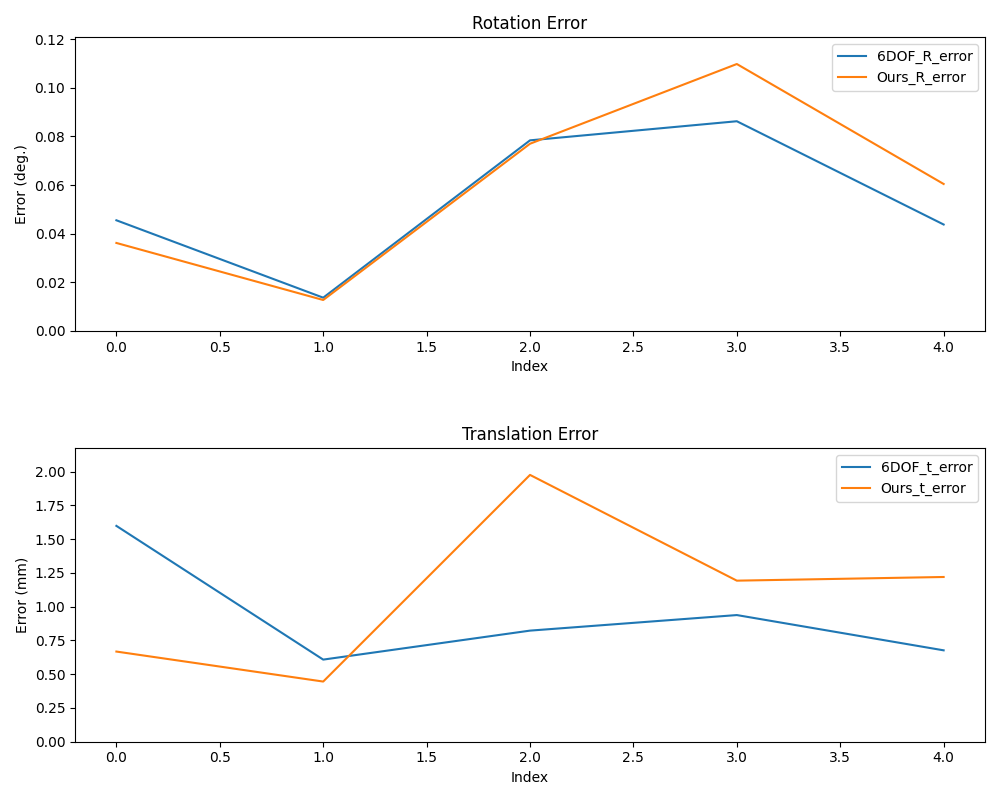 Rotation Error
0.12
0.10
0.08
0.06
0.04
0.02
0.00
Error (deg.)
6DOF_R_error
Ours_R_error
0.0 0.5 1.0 1.5 2.0 2.5 3.0 3.5 4.0
Index
Translation Error
2.00
1.75
1.50
1.25
1.00
0.75
0.50
0.25
0.00
Error (mm)
6DOF_t_error
Ours_t_error
0.0 0.5 1.0 1.5 2.0 2.5 3.0 3.5 4.0
Index